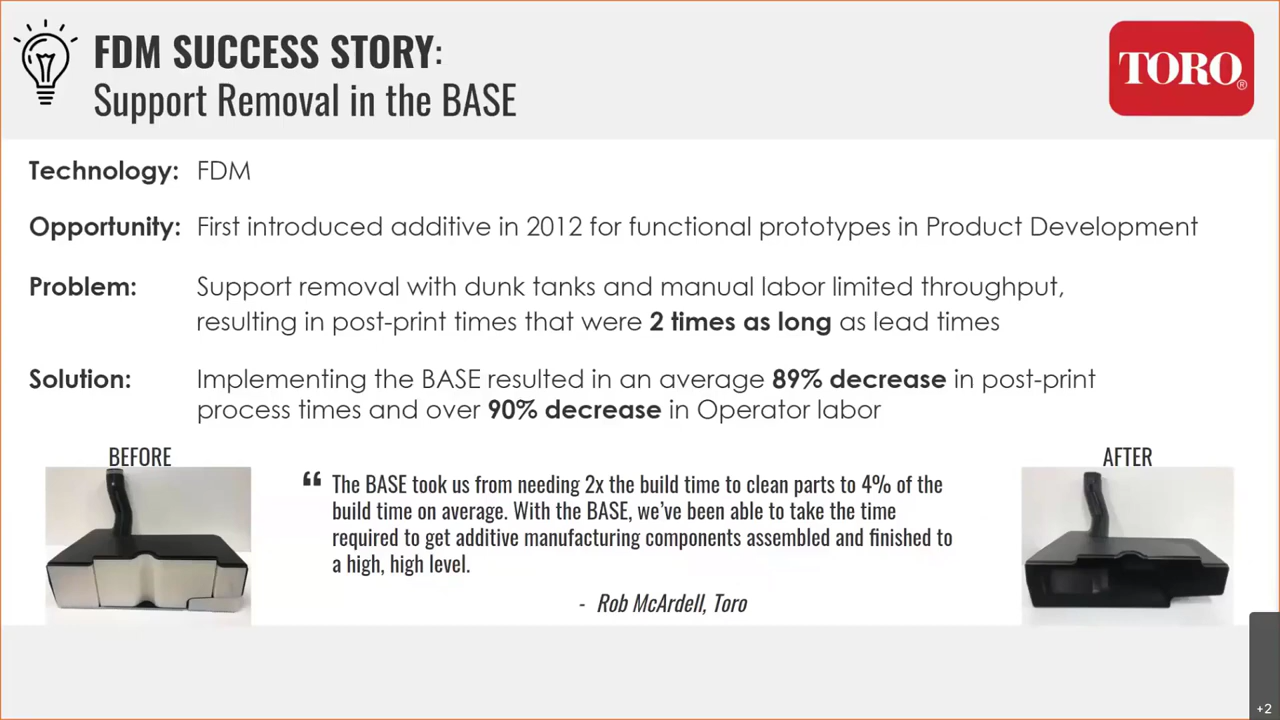 FDM SUCCESS STORY:
Support Removal in the BASE
TORO®
Technology: FDM
Opportunity: First introduced additive in 2012 for functional prototypes in Product Development
Problem: Support removal with dunk tanks and manual labor limited throughput,
resulting in post-print times that were 2 times as long as lead times
Solution: Implementing the BASE resulted in an average 89% decrease in post-print
process times and over 90% decrease in Operator labor
BEFORE
AFTER
“ The BASE took us from needing 2x the build time to clean parts to 4% of the
build time on average. With the BASE, we’ve been able to take the time
required to get additive manufacturing components assembled and finished to
a high, high level.
- Rob McArdell, Toro
+2